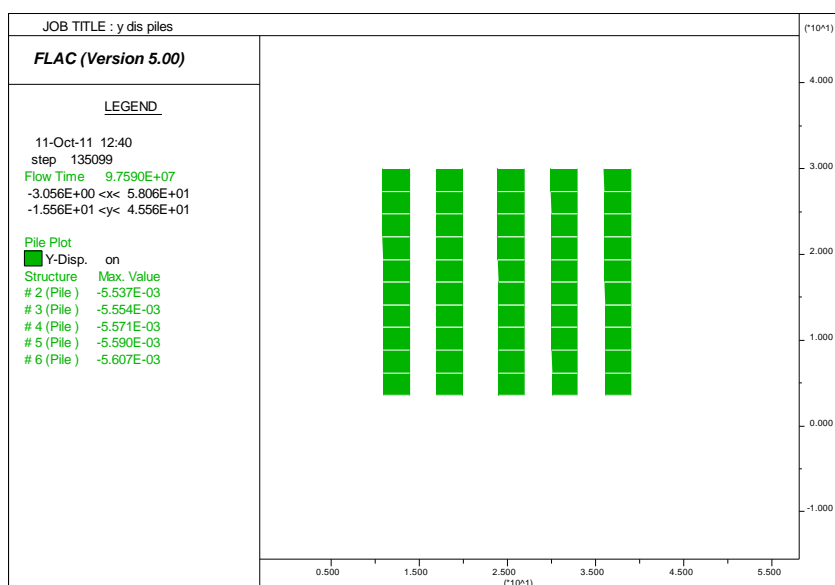 JOB TITLE : y dis piles
FLAC (Version 5.00)
LEGEND
11-Oct-11 12:40
step 135099
Flow Time 9.7590E+07
-3.056E+00 <x< 5.806E+01
-1.556E+01 <y< 4.556E+01
Pile Plot
Y-Disp. on
Structure Max. Value
# 2 (Pile ) -5.537E-03
# 3 (Pile ) -5.554E-03
# 4 (Pile ) -5.571E-03
# 5 (Pile ) -5.590E-03
# 6 (Pile ) -5.607E-03
(*10^1)
4.000
3.000
2.000
1.000
0.000
-1.000
0.500 1.500 2.500 3.500 4.500 5.500
(*10^1)